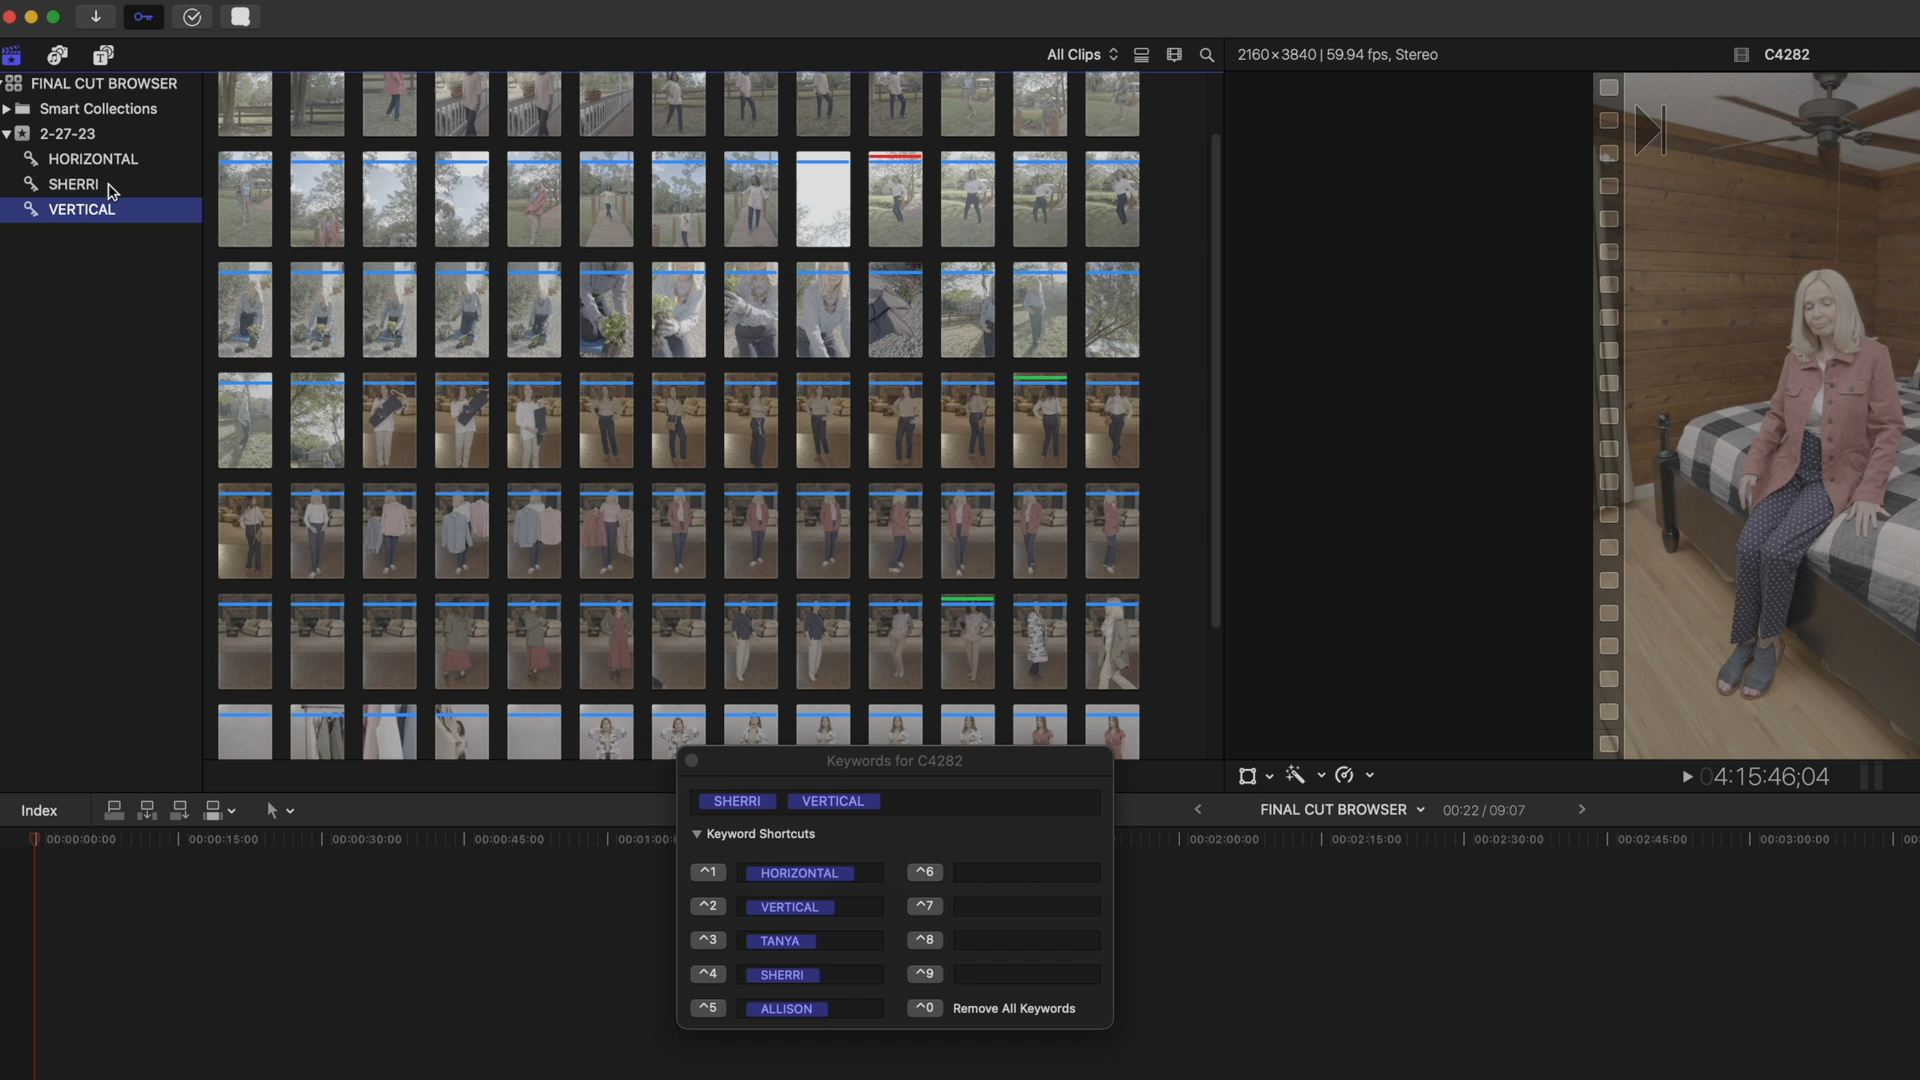 All Clips
2160×3840 | 59.94 fps, Stereo
C4282
FINAL CUT BROWSER
Smart Collections
2-27-23
HORIZONTAL
SHERRI
VERTICAL
04:15:46;04
Keywords for C4282
SHERRI VERTICAL
Keyword Shortcuts
^1 HORIZONTAL ^6
^2 VERTICAL ^7
^3 TANYA ^8
^4 SHERRI ^9
^5 ALLISON ^0 Remove All Keywords
Index
FINAL CUT BROWSER 00:22 / 09:07
00:00:00:00 00:00:15:00 00:00:30:00 00:00:45:00 00:01:00 00:02:00:00 00:02:15:00 00:02:30:00 00:02:45:00 00:03:00:00 00